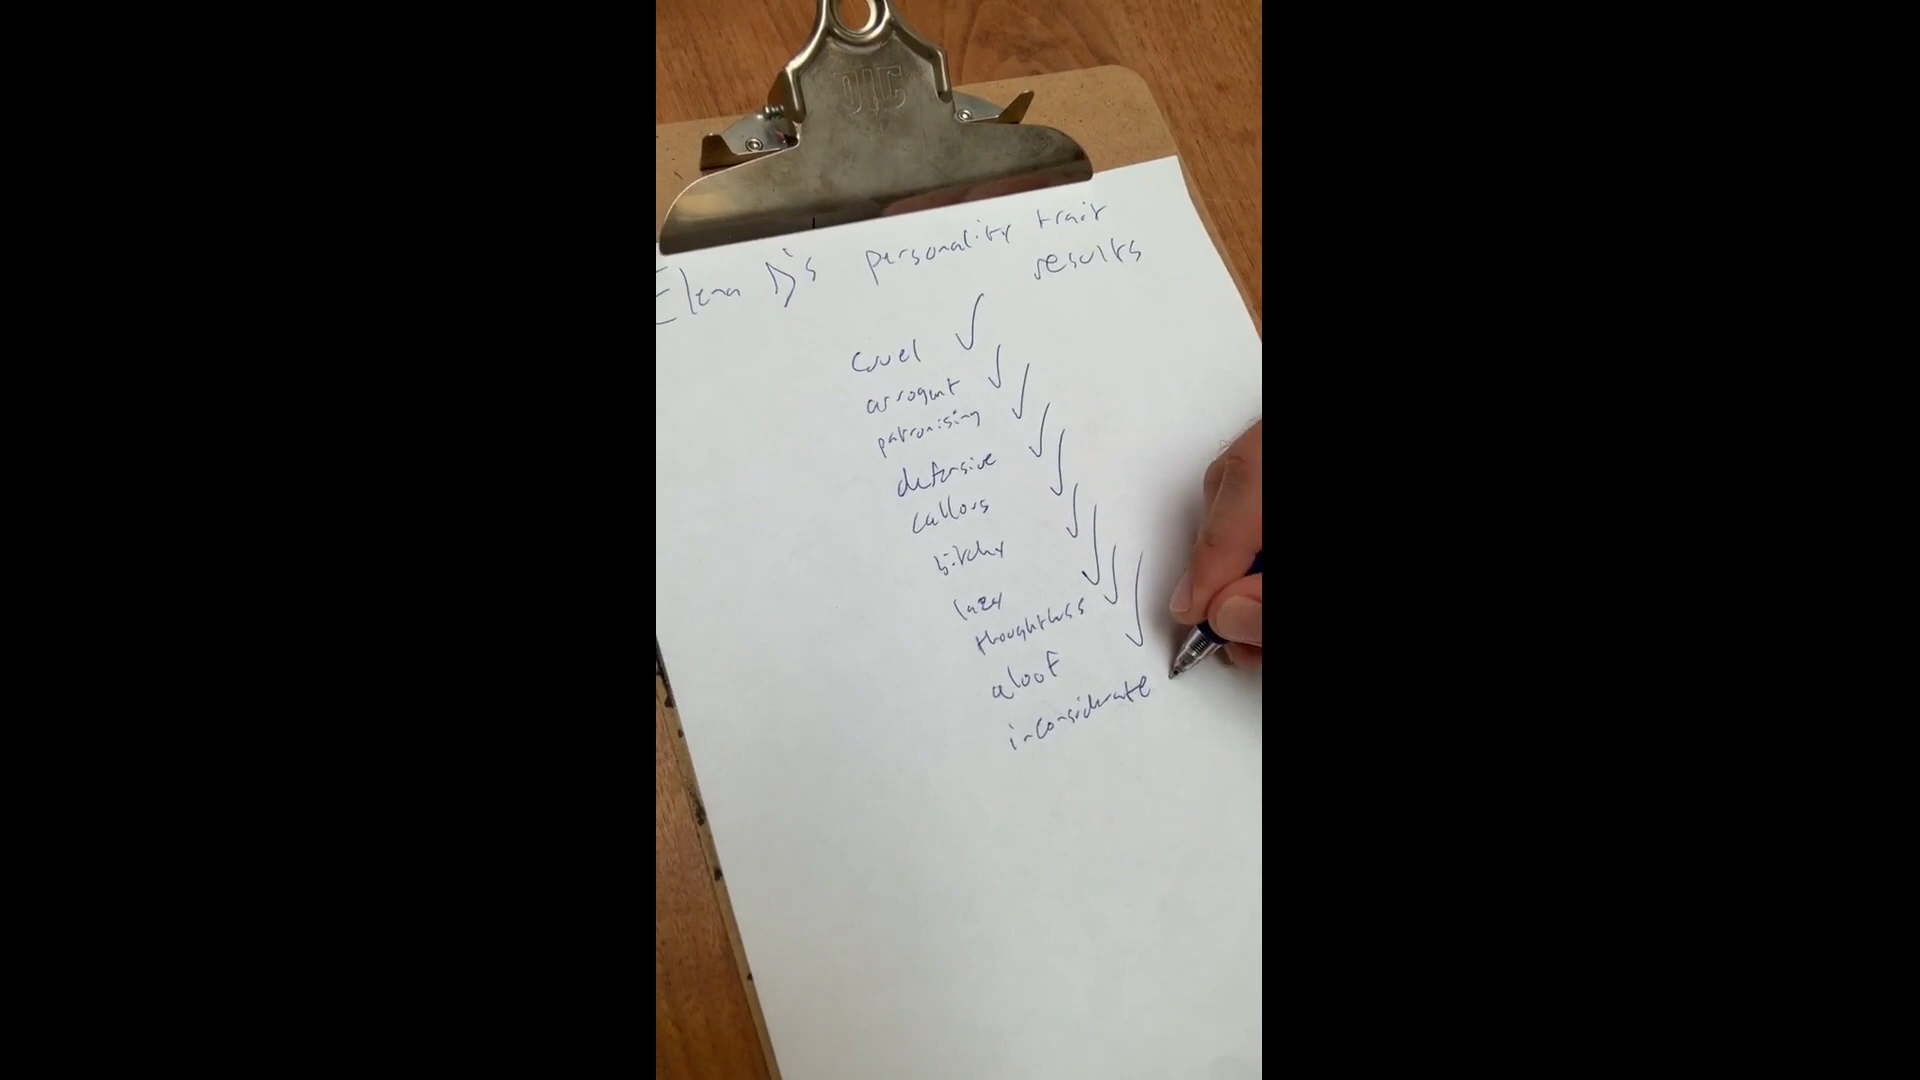 OIC
Elena D's personality trait
results
cruel ✓
arrogant ✓
patronising ✓
defensive ✓
callous ✓
bitchy ✓
lazy ✓
thoughtless ✓
aloof ✓
inconsiderate